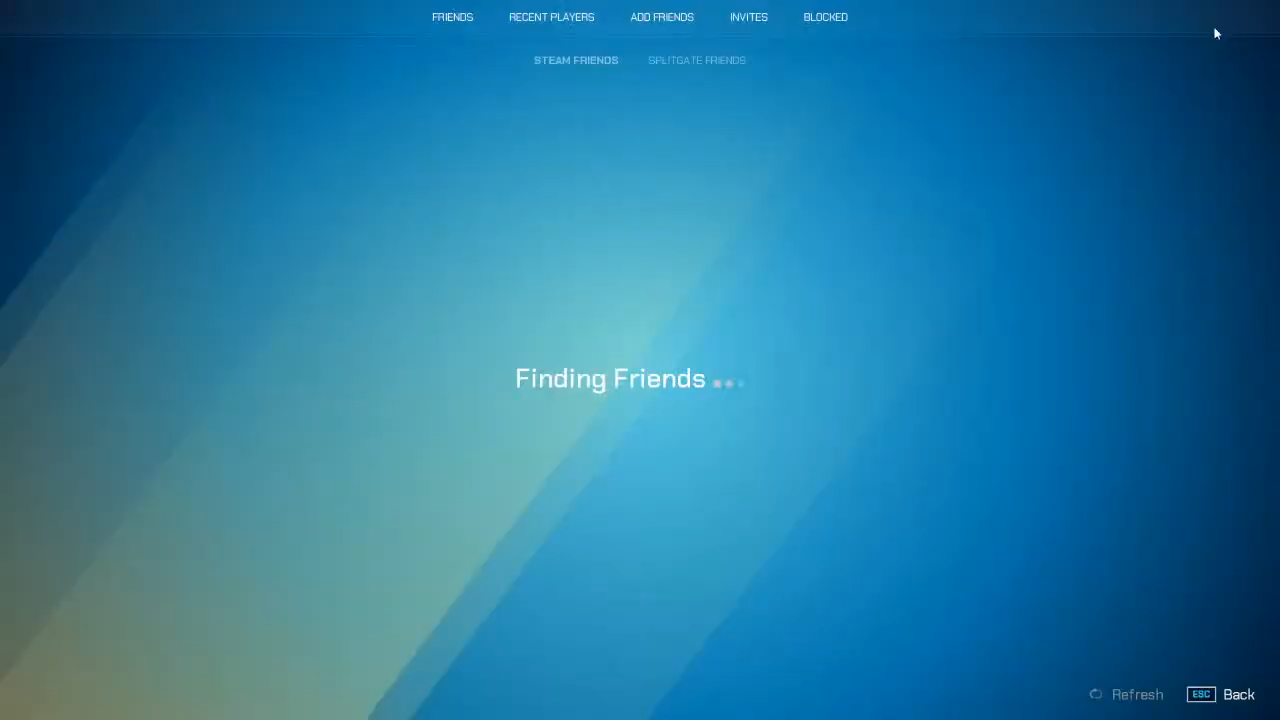 FRIENDS RECENT PLAYERS ADD FRIENDS INVITES BLOCKED
STEAM FRIENDS SPLITGATE FRIENDS
Finding Friends ...
Refresh ESC Back